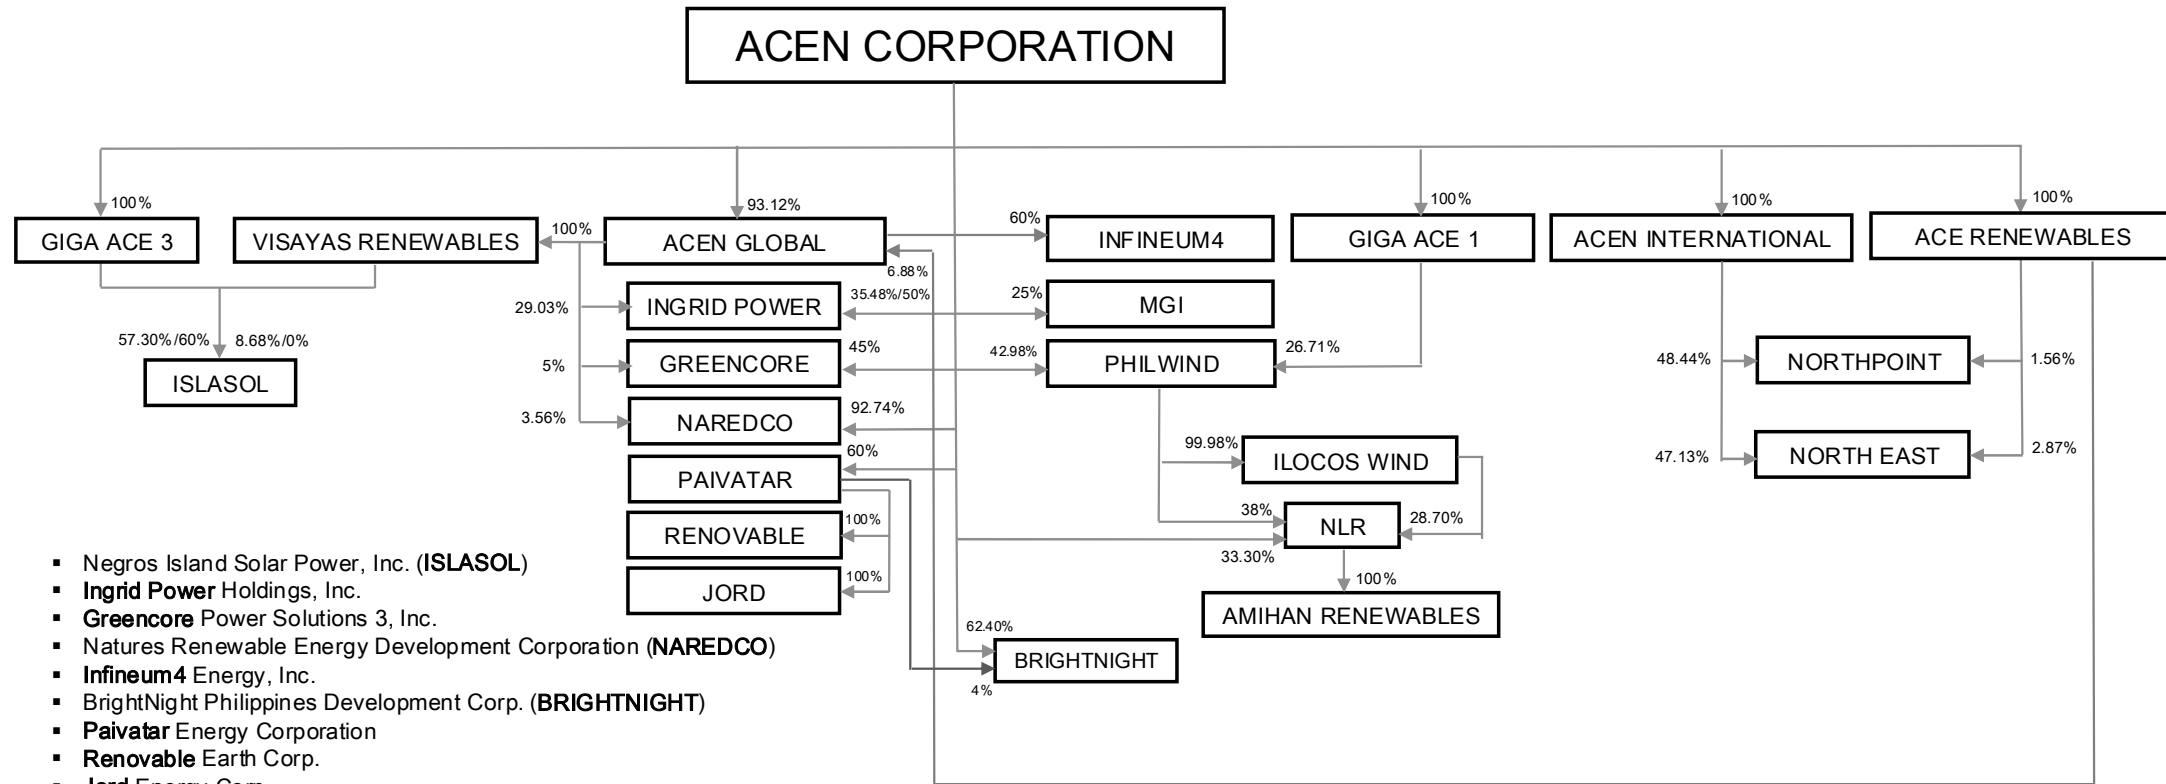 ACEN CORPORATION
100%
93.12%
100%
100%
100%
GIGA ACE 3
VISAYAS RENEWABLES
100%
ACEN GLOBAL
60%
INFINEUM4
GIGA ACE 1
ACEN INTERNATIONAL
ACE RENEWABLES
6.88%
29.03%
INGRID POWER
35.48%/50%
25%
MGI
57.30%/60%
8.68%/0%
ISLASOL
5%
GREENCORE
45%
42.98%
PHILWIND
26.71%
48.44%
NORTHPOINT
1.56%
3.56%
NAREDCO
92.74%
60%
PAIVATAR
99.98%
ILOCOS WIND
47.13%
NORTH EAST
2.87%
RENOVABLE
100%
38%
NLR
28.70%
33.30%
JORD
100%
100%
AMIHAN RENEWABLES
62.40%
BRIGHTNIGHT
4%
▪ Negros Island Solar Power, Inc. (ISLASOL)
▪ Ingrid Power Holdings, Inc.
▪ Greencore Power Solutions 3, Inc.
▪ Natures Renewable Energy Development Corporation (NAREDCO)
▪ Infineum4 Energy, Inc.
▪ BrightNight Philippines Development Corp. (BRIGHTNIGHT)
▪ Paivatar Energy Corporation
▪ Renovable Earth Corp.
▪ Jord Energy Corp.